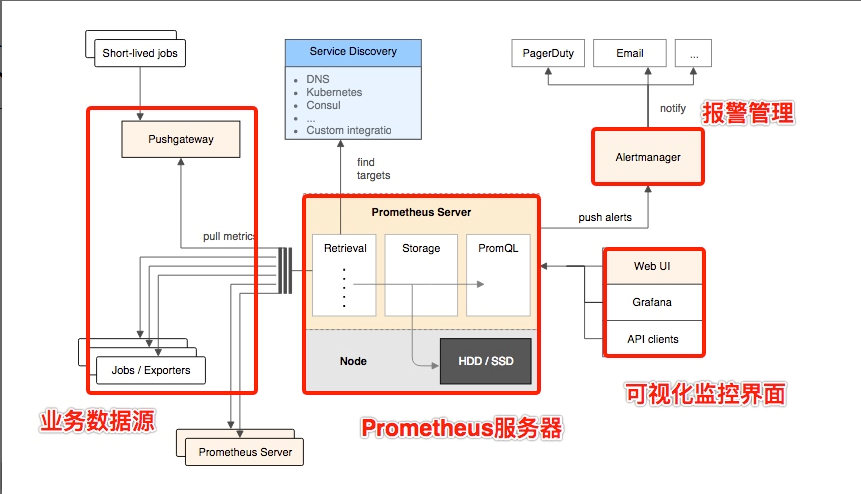 Short-lived jobs
Pushgateway
pull metrics
Jobs / Exporters
业务数据源
Prometheus Server
Service Discovery
• DNS
• Kubernetes
• Consul
• ...
• Custom integratio
find
targets
Prometheus Server
Retrieval
Storage
PromQL
Node
HDD / SSD
Prometheus服务器
PagerDuty
Email
...
notify
报警管理
Alertmanager
push alerts
Web UI
Grafana
API clients
可视化监控界面